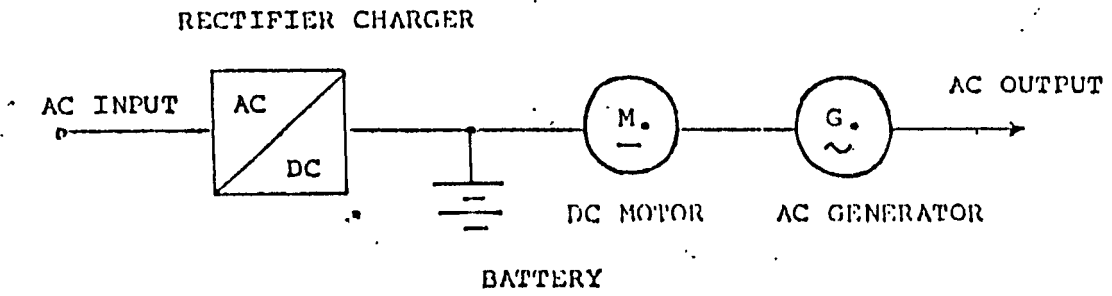 RECTIFIER CHARGER
AC INPUT
AC
DC
M.
G.
AC OUTPUT
DC MOTOR
AC GENERATOR
BATTERY